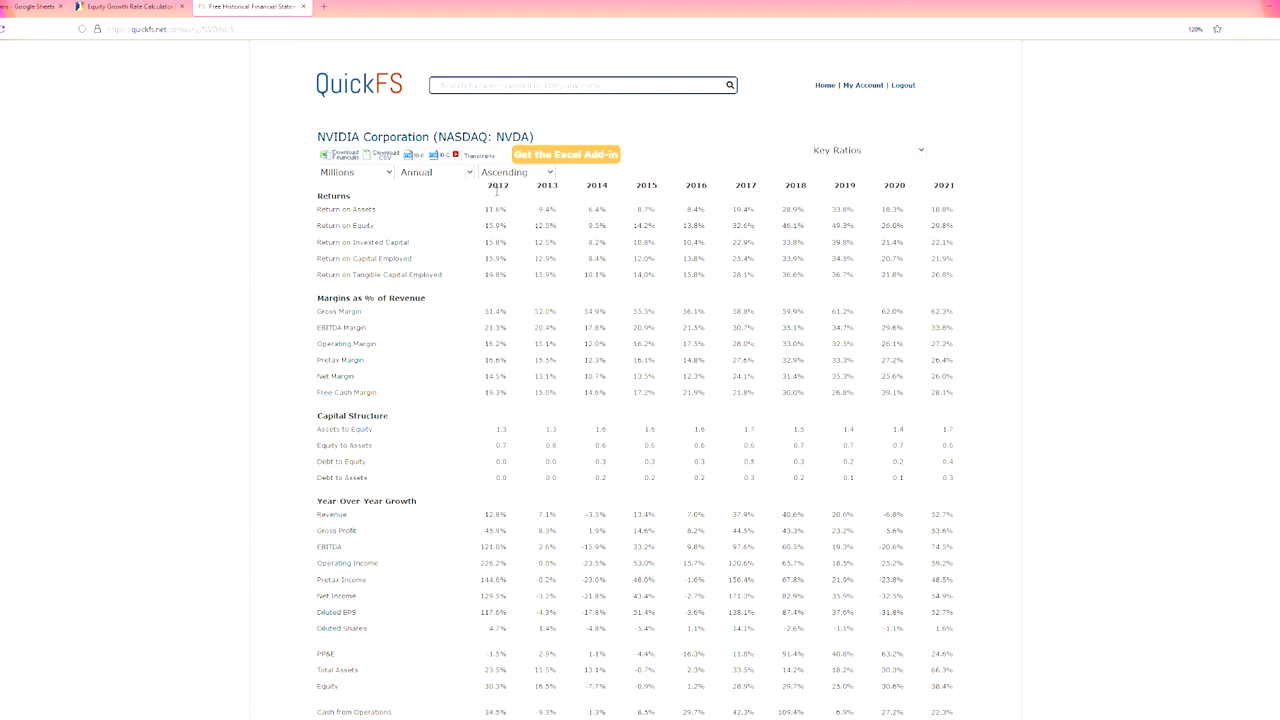 ers - Google Sheets
Equity Growth Rate Calculator
Free Historical Financial Statem
https://quickfs.net/company/NVDA:US
120%
QuickFS
Search by ticker symbol or company name
Home | My Account | Logout
NVIDIA Corporation (NASDAQ: NVDA)
Download Financials Download CSV 10-K 10-Q Transcripts Get the Excel Add-in
Key Ratios
Millions Annual Ascending
2012 2013 2014 2015 2016 2017 2018 2019 2020 2021
Returns
Return on Assets 11.6% 9.4% 6.4% 8.7% 8.4% 19.4% 28.9% 33.8% 18.3% 18.8%
Return on Equity 15.9% 12.5% 9.5% 14.2% 13.8% 32.6% 46.1% 49.3% 26.0% 29.8%
Return on Invested Capital 15.8% 12.5% 8.2% 10.8% 10.4% 22.9% 33.8% 39.8% 21.4% 22.1%
Return on Capital Employed 15.9% 12.9% 8.4% 12.0% 13.8% 25.4% 33.9% 34.5% 20.7% 21.9%
Return on Tangible Capital Employed 19.8% 15.9% 10.1% 14.0% 15.8% 28.1% 36.6% 36.7% 21.8% 26.8%
Margins as % of Revenue
Gross Margin 51.4% 52.0% 54.9% 55.5% 56.1% 58.8% 59.9% 61.2% 62.0% 62.3%
EBITDA Margin 21.3% 20.4% 17.8% 20.9% 21.5% 30.7% 35.1% 34.7% 29.6% 33.8%
Operating Margin 16.2% 15.1% 12.0% 16.2% 17.5% 28.0% 33.0% 32.5% 26.1% 27.2%
Pretax Margin 16.6% 15.5% 12.3% 16.1% 14.8% 27.6% 32.9% 33.3% 27.2% 26.4%
Net Margin 14.5% 13.1% 10.7% 13.5% 12.3% 24.1% 31.4% 35.3% 25.6% 26.0%
Free Cash Margin 19.3% 15.0% 14.6% 17.2% 21.9% 21.8% 30.0% 26.8% 39.1% 28.1%
Capital Structure
Assets to Equity 1.3 1.3 1.6 1.6 1.6 1.7 1.5 1.4 1.4 1.7
Equity to Assets 0.7 0.8 0.6 0.6 0.6 0.6 0.7 0.7 0.7 0.6
Debt to Equity 0.0 0.0 0.3 0.3 0.3 0.5 0.3 0.2 0.2 0.4
Debt to Assets 0.0 0.0 0.2 0.2 0.2 0.3 0.2 0.1 0.1 0.3
Year-Over-Year Growth
Revenue 12.8% 7.1% -3.5% 13.4% 7.0% 37.9% 40.6% 20.6% -6.8% 52.7%
Gross Profit 45.9% 8.3% 1.9% 14.6% 8.2% 44.5% 43.3% 23.2% -5.6% 53.6%
EBITDA 121.0% 2.6% -15.9% 33.2% 9.8% 97.6% 60.5% 19.3% -20.6% 74.5%
Operating Income 226.2% -0.0% -23.5% 53.0% 15.7% 120.6% 65.7% 18.5% -25.2% 59.2%
Pretax Income 144.6% -0.2% -23.0% 48.0% -1.6% 156.4% 67.8% 21.9% -23.8% 48.5%
Net Income 129.5% -3.2% -21.8% 43.4% -2.7% 171.3% 82.9% 35.9% -32.5% 54.9%
Diluted EPS 117.6% -4.3% -17.8% 51.4% -3.6% 138.1% 87.4% 37.6% -31.8% 52.7%
Diluted Shares 4.7% 1.4% -4.8% -5.4% 1.1% 14.1% -2.6% -1.1% -1.1% 1.6%
PP&E -1.5% 2.9% 1.1% -4.4% -16.3% 11.8% 91.4% 40.8% 63.2% 24.6%
Total Assets 23.5% 15.5% 13.1% -0.7% 2.3% 33.5% 14.2% 18.2% 30.3% 66.3%
Equity 30.3% 16.5% -7.7% -0.9% 1.2% 28.9% 29.7% 25.0% 30.6% 38.4%
Cash from Operations 34.5% -9.3% 1.3% 8.5% 29.7% 42.3% 109.4% 6.9% 27.2% 22.3%